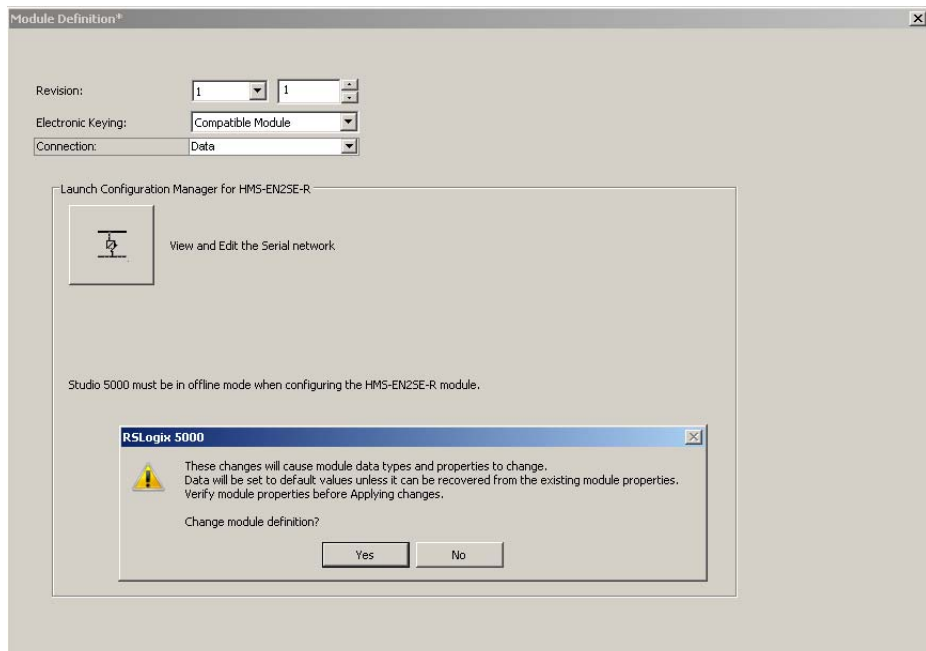 Module Definition*
Revision: 1 1
Electronic Keying: Compatible Module
Connection: Data
Launch Configuration Manager for HMS-EN2SE-R
View and Edit the Serial network
Studio 5000 must be in offline mode when configuring the HMS-EN2SE-R module.
RSLogix 5000
These changes will cause module data types and properties to change.
Data will be set to default values unless it can be recovered from the existing module properties.
Verify module properties before Applying changes.
Change module definition?
Yes No